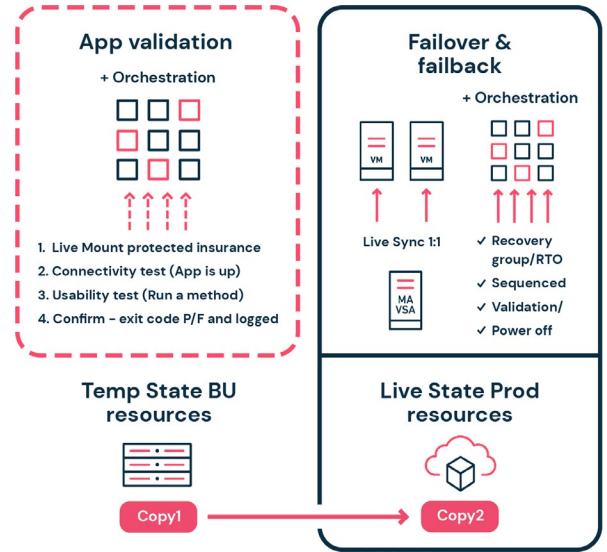 App validation
+ Orchestration
1. Live Mount protected insurance
2. Connectivity test (App is up)
3. Usability test (Run a method)
4. Confirm – exit code P/F and logged
Failover &
failback
+ Orchestration
VM
VM
Live Sync 1:1
MA
VSA
✓ Recovery
group/RTO
✓ Sequenced
✓ Validation/
✓ Power off
Temp State BU
resources
Copy1
Live State Prod
resources
Copy2